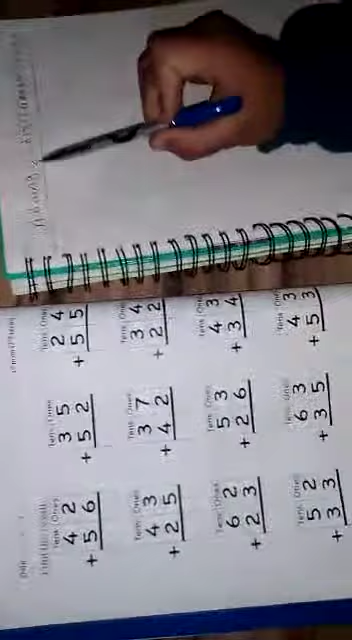 Date
Tens Ones Tens Ones Tens Ones
4 2 3 5 2 4
+ 5 6 + 5 2 + 5 5
Tens Ones Tens Ones Tens Ones
4 3 3 7 3 4
+ 2 5 + 4 2 + 2 2
Tens Ones Tens Ones Tens Ones
6 2 5 3 4 3
+ 2 3 + 2 6 + 3 4
Tens Ones Tens Ones Tens Ones
5 2 6 3 4 3
+ 3 3 + 3 5 + 5 3